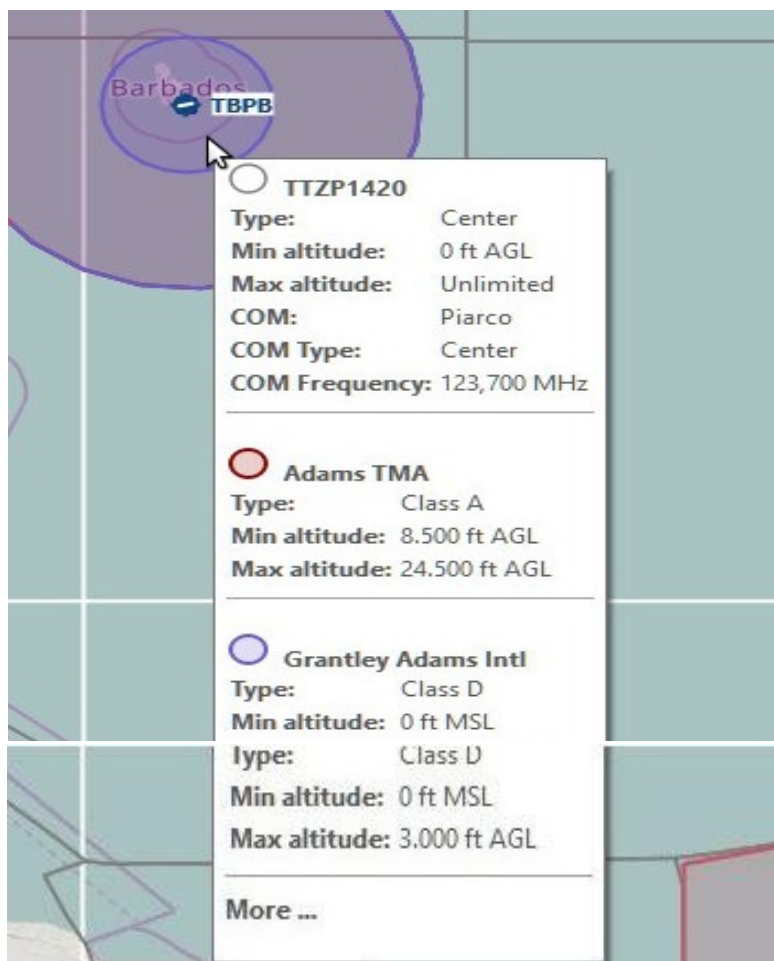 Barbados
TBPB
TTZP1420
Type: Center
Min altitude: 0 ft AGL
Max altitude: Unlimited
COM: Piarco
COM Type: Center
COM Frequency: 123,700 MHz
Adams TMA
Type: Class A
Min altitude: 8.500 ft AGL
Max altitude: 24.500 ft AGL
Grantley Adams Intl
Type: Class D
Min altitude: 0 ft MSL
Type: Class D
Min altitude: 0 ft MSL
Max altitude: 3.000 ft AGL
More ...